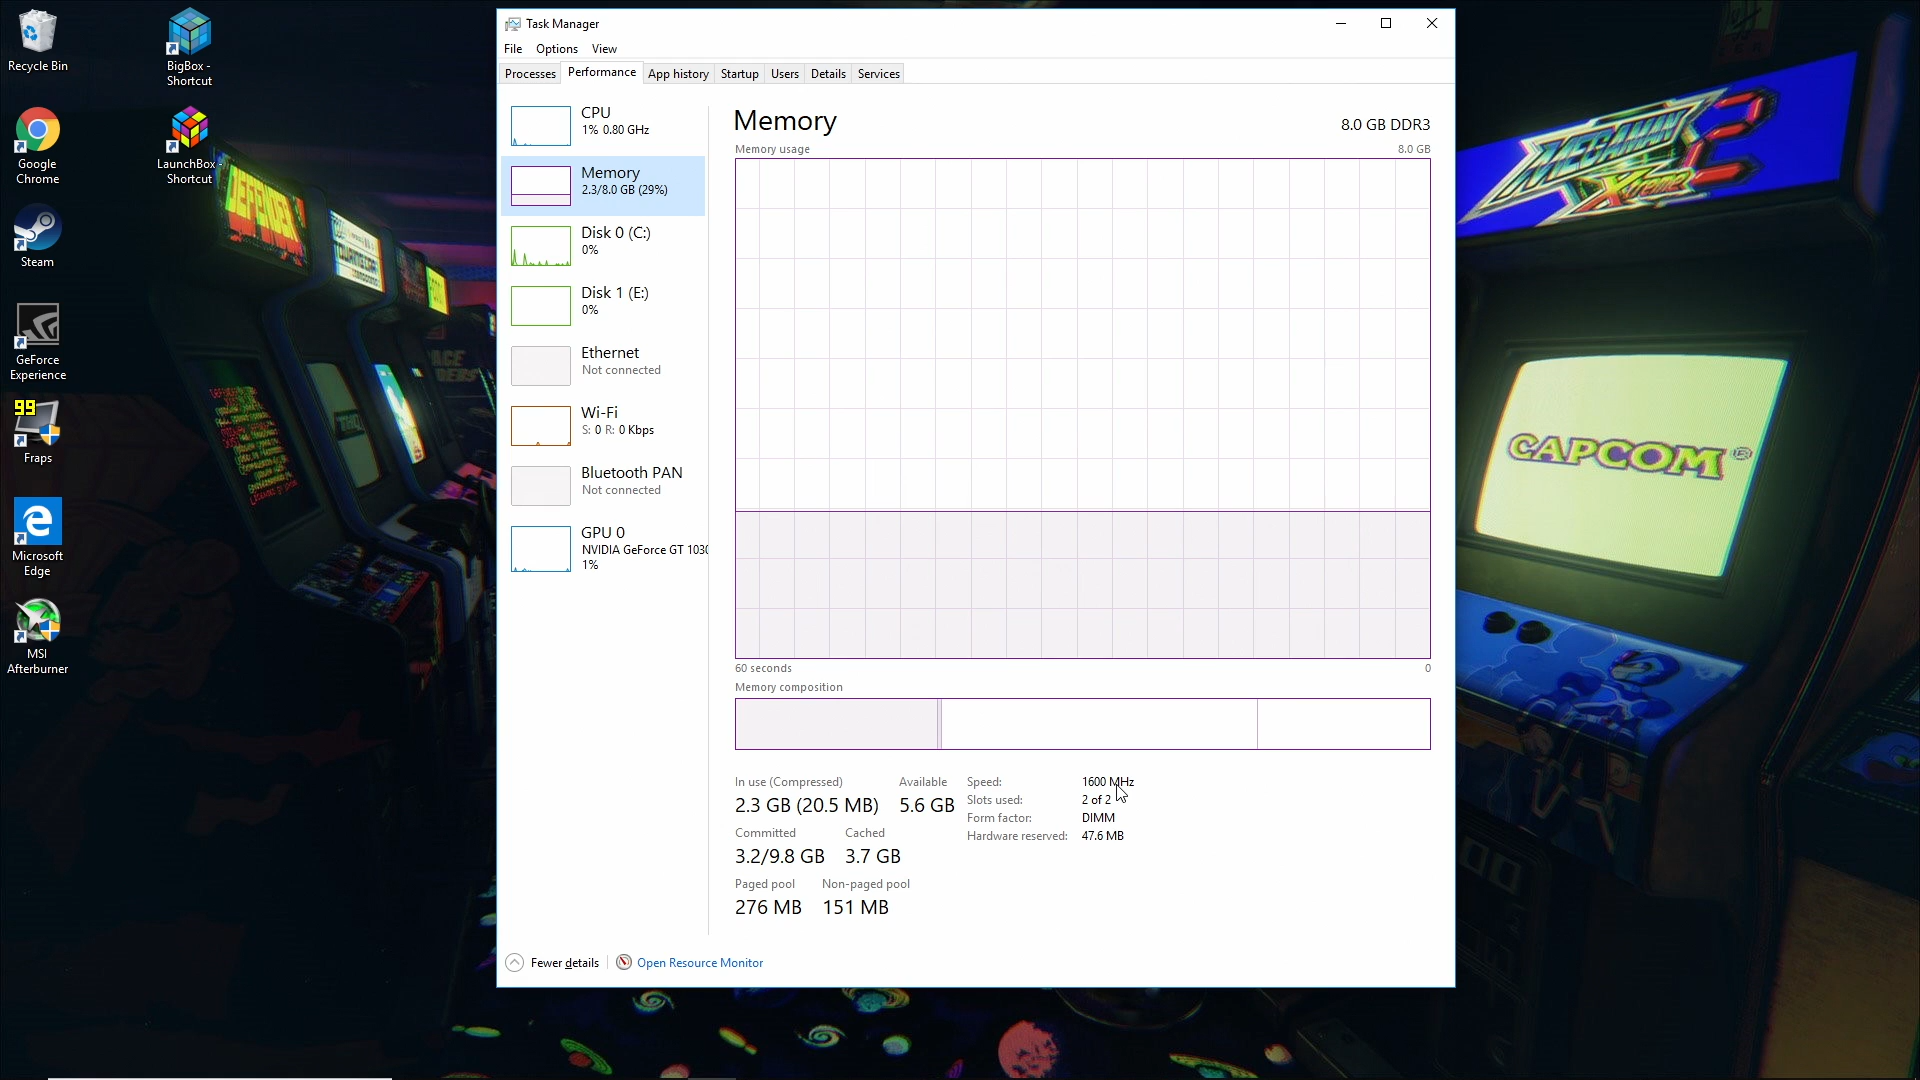 Recycle Bin
BigBox -
Shortcut
Google
Chrome
LaunchBox -
Shortcut
Steam
GeForce
Experience
99
Fraps
Microsoft
Edge
MSI
Afterburner
Task Manager
File Options View
Processes Performance App history Startup Users Details Services
CPU
1% 0.80 GHz
Memory
2.3/8.0 GB (29%)
Disk 0 (C:)
0%
Disk 1 (E:)
0%
Ethernet
Not connected
Wi-Fi
S: 0 R: 0 Kbps
Bluetooth PAN
Not connected
GPU 0
NVIDIA GeForce GT 1030
1%
Memory
8.0 GB DDR3
Memory usage
8.0 GB
60 seconds
0
Memory composition
In use (Compressed)
2.3 GB (20.5 MB)
Available
5.6 GB
Committed
3.2/9.8 GB
Cached
3.7 GB
Paged pool
276 MB
Non-paged pool
151 MB
Speed: 1600 MHz
Slots used: 2 of 2
Form factor: DIMM
Hardware reserved: 47.6 MB
Fewer details
Open Resource Monitor
DEFENDER
MEGAMAN
Xtreme 2
CAPCOM®